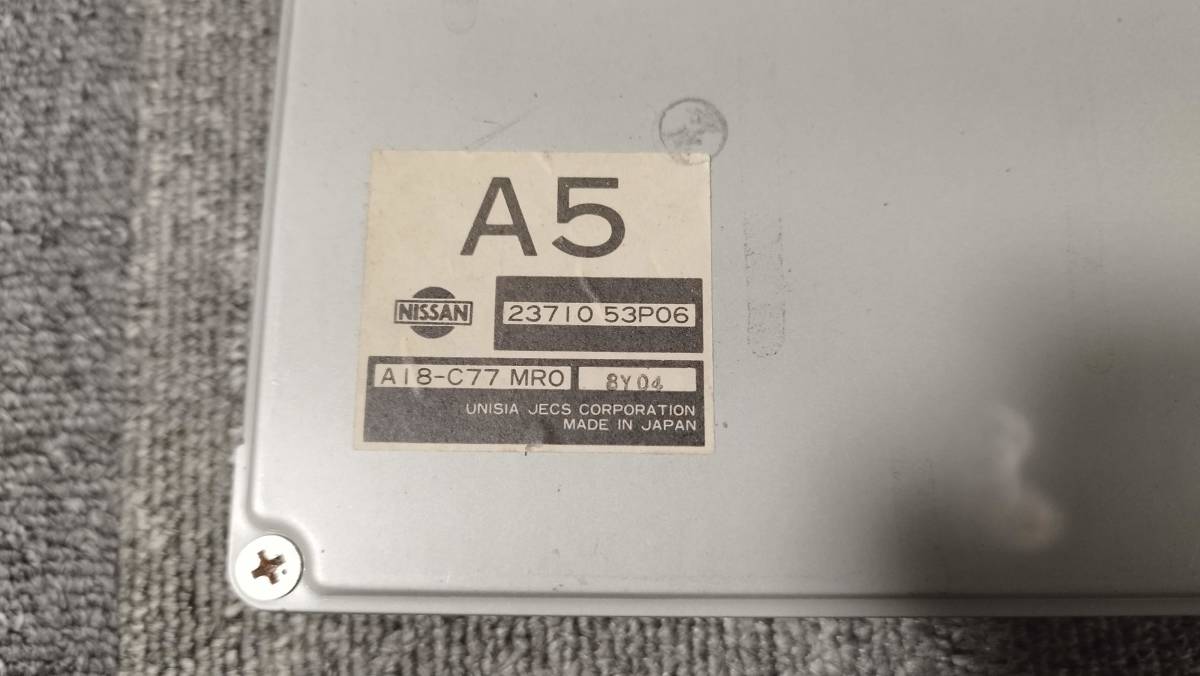 A5
NISSAN
23710 53P06
A18-C77 MR0
8Y04
UNISIA JECS CORPORATION
MADE IN JAPAN